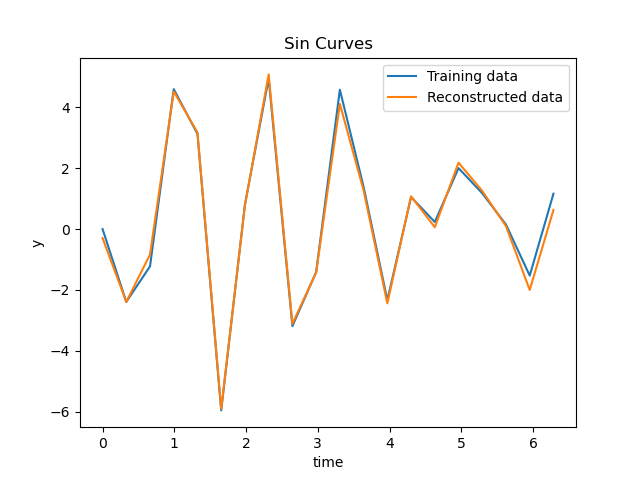 Sin Curves
Training data
Reconstructed data
y
4
2
0
−2
−4
−6
0 1 2 3 4 5 6
time